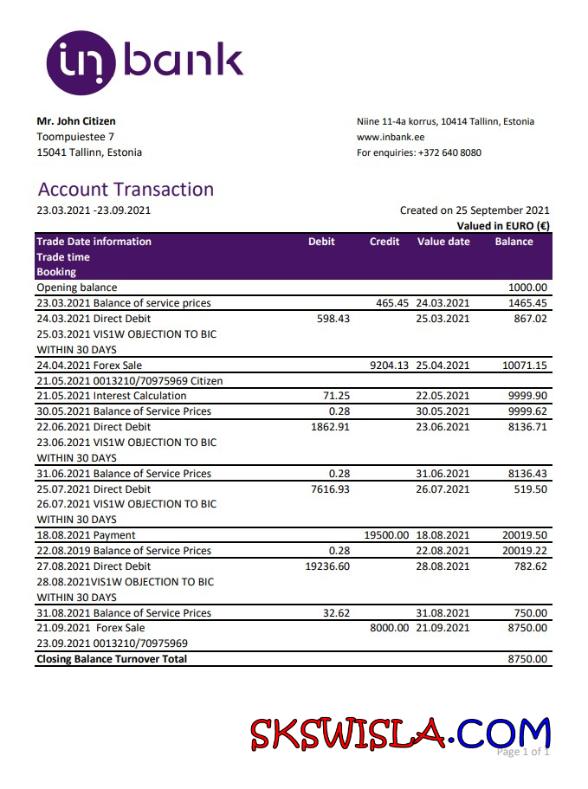 inbank
Mr. John Citizen
Toompuiestee 7
15041 Tallinn, Estonia
Niine 11-4a korrus, 10414 Tallinn, Estonia
www.inbank.ee
For enquiries: +372 640 8080
Account Transaction
23.03.2021 -23.09.2021 Created on 25 September 2021
Valued in EURO (€)
Trade Date information Debit Credit Value date Balance
Trade time
Booking
Opening balance 1000.00
23.03.2021 Balance of service prices 465.45 24.03.2021 1465.45
24.03.2021 Direct Debit 598.43 25.03.2021 867.02
25.03.2021 VIS1W OBJECTION TO BIC
WITHIN 30 DAYS
24.04.2021 Forex Sale 9204.13 25.04.2021 10071.15
21.05.2021 0013210/70975969 Citizen
21.05.2021 Interest Calculation 71.25 22.05.2021 9999.90
30.05.2021 Balance of Service Prices 0.28 30.05.2021 9999.62
22.06.2021 Direct Debit 1862.91 23.06.2021 8136.71
23.06.2021 VIS1W OBJECTION TO BIC
WITHIN 30 DAYS
31.06.2021 Balance of Service Prices 0.28 31.06.2021 8136.43
25.07.2021 Direct Debit 7616.93 26.07.2021 519.50
26.07.2021 VIS1W OBJECTION TO BIC
WITHIN 30 DAYS
18.08.2021 Payment 19500.00 18.08.2021 20019.50
22.08.2019 Balance of Service Prices 0.28 22.08.2021 20019.22
27.08.2021 Direct Debit 19236.60 28.08.2021 782.62
28.08.2021VIS1W OBJECTION TO BIC
WITHIN 30 DAYS
31.08.2021 Balance of Service Prices 32.62 31.08.2021 750.00
21.09.2021 Forex Sale 8000.00 21.09.2021 8750.00
23.09.2021 0013210/70975969
Closing Balance Turnover Total 8750.00
SKSWISLA.COM
Page 1 of 1